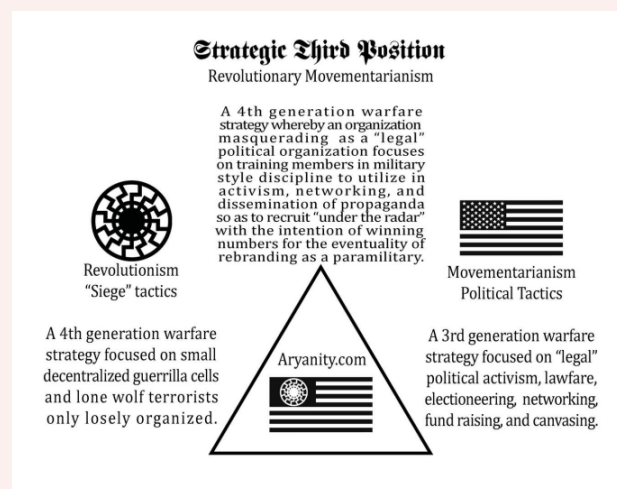 Strategic Third Position
Revolutionary Movementarianism
A 4th generation warfare
strategy whereby an organization
masquerading as a "legal"
political organization focuses
on training members in military
style discipline to utilize in
activism, networking, and
dissemination of propaganda
so as to recruit "under the radar"
with the intention of winning
numbers for the eventuality of
rebranding as a paramilitary.
Revolutionism
"Siege" tactics
A 4th generation warfare
strategy focused on small
decentralized guerrilla cells
and lone wolf terrorists
only losely organized.
Movementarianism
Political Tactics
A 3rd generation warfare
strategy focused on "legal"
political activism, lawfare,
electioneering, networking,
fund raising, and canvasing.
Aryanity.com